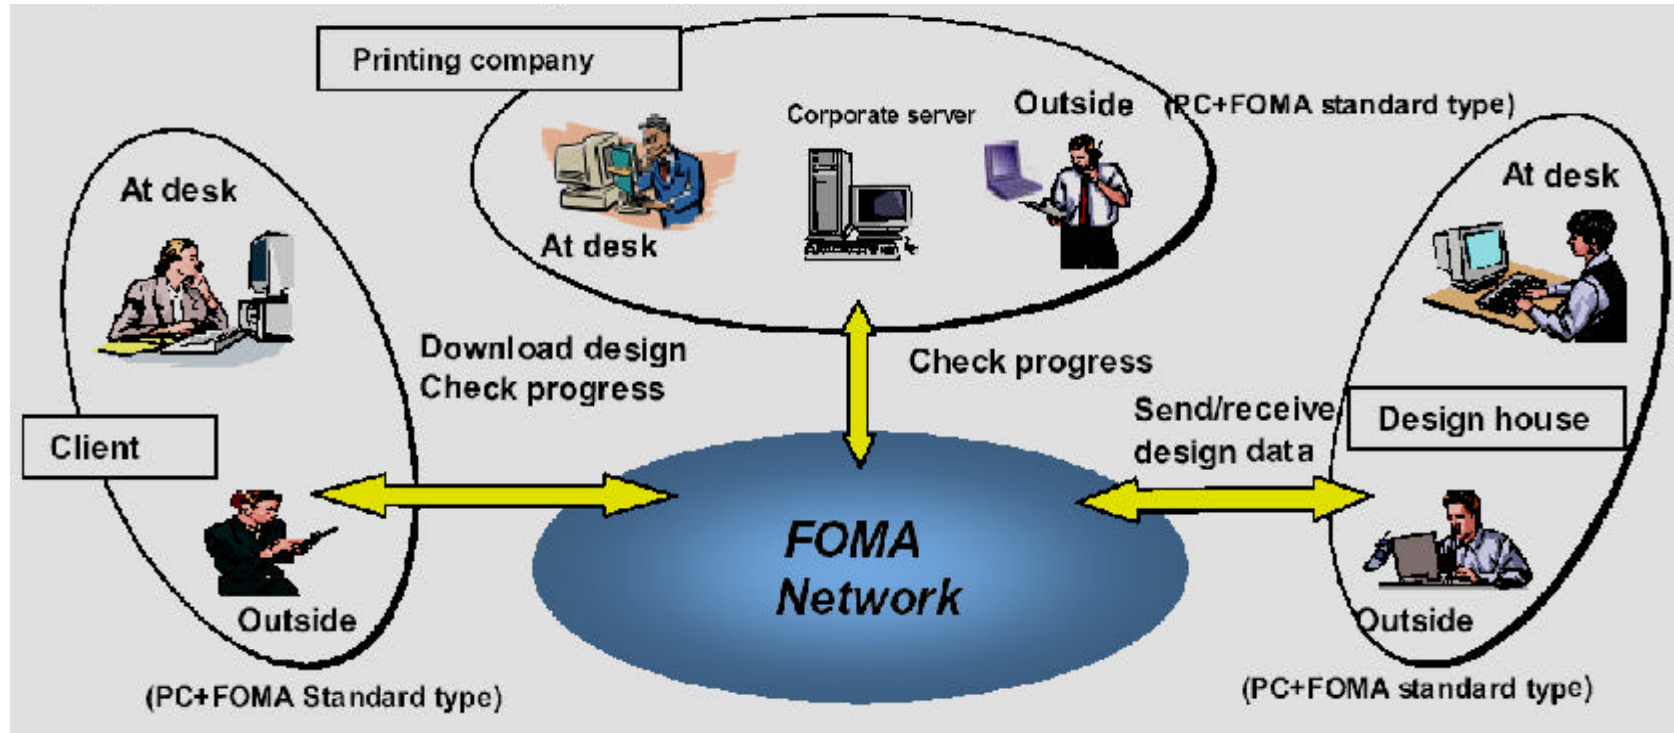 Printing company
Corporate server
Outside
(PC+FOMA standard type)
At desk
At desk
At desk
Download design
Check progress
Check progress
Send/receive
design data
Design house
Client
FOMA
Network
Outside
Outside
(PC+FOMA Standard type)
(PC+FOMA standard type)